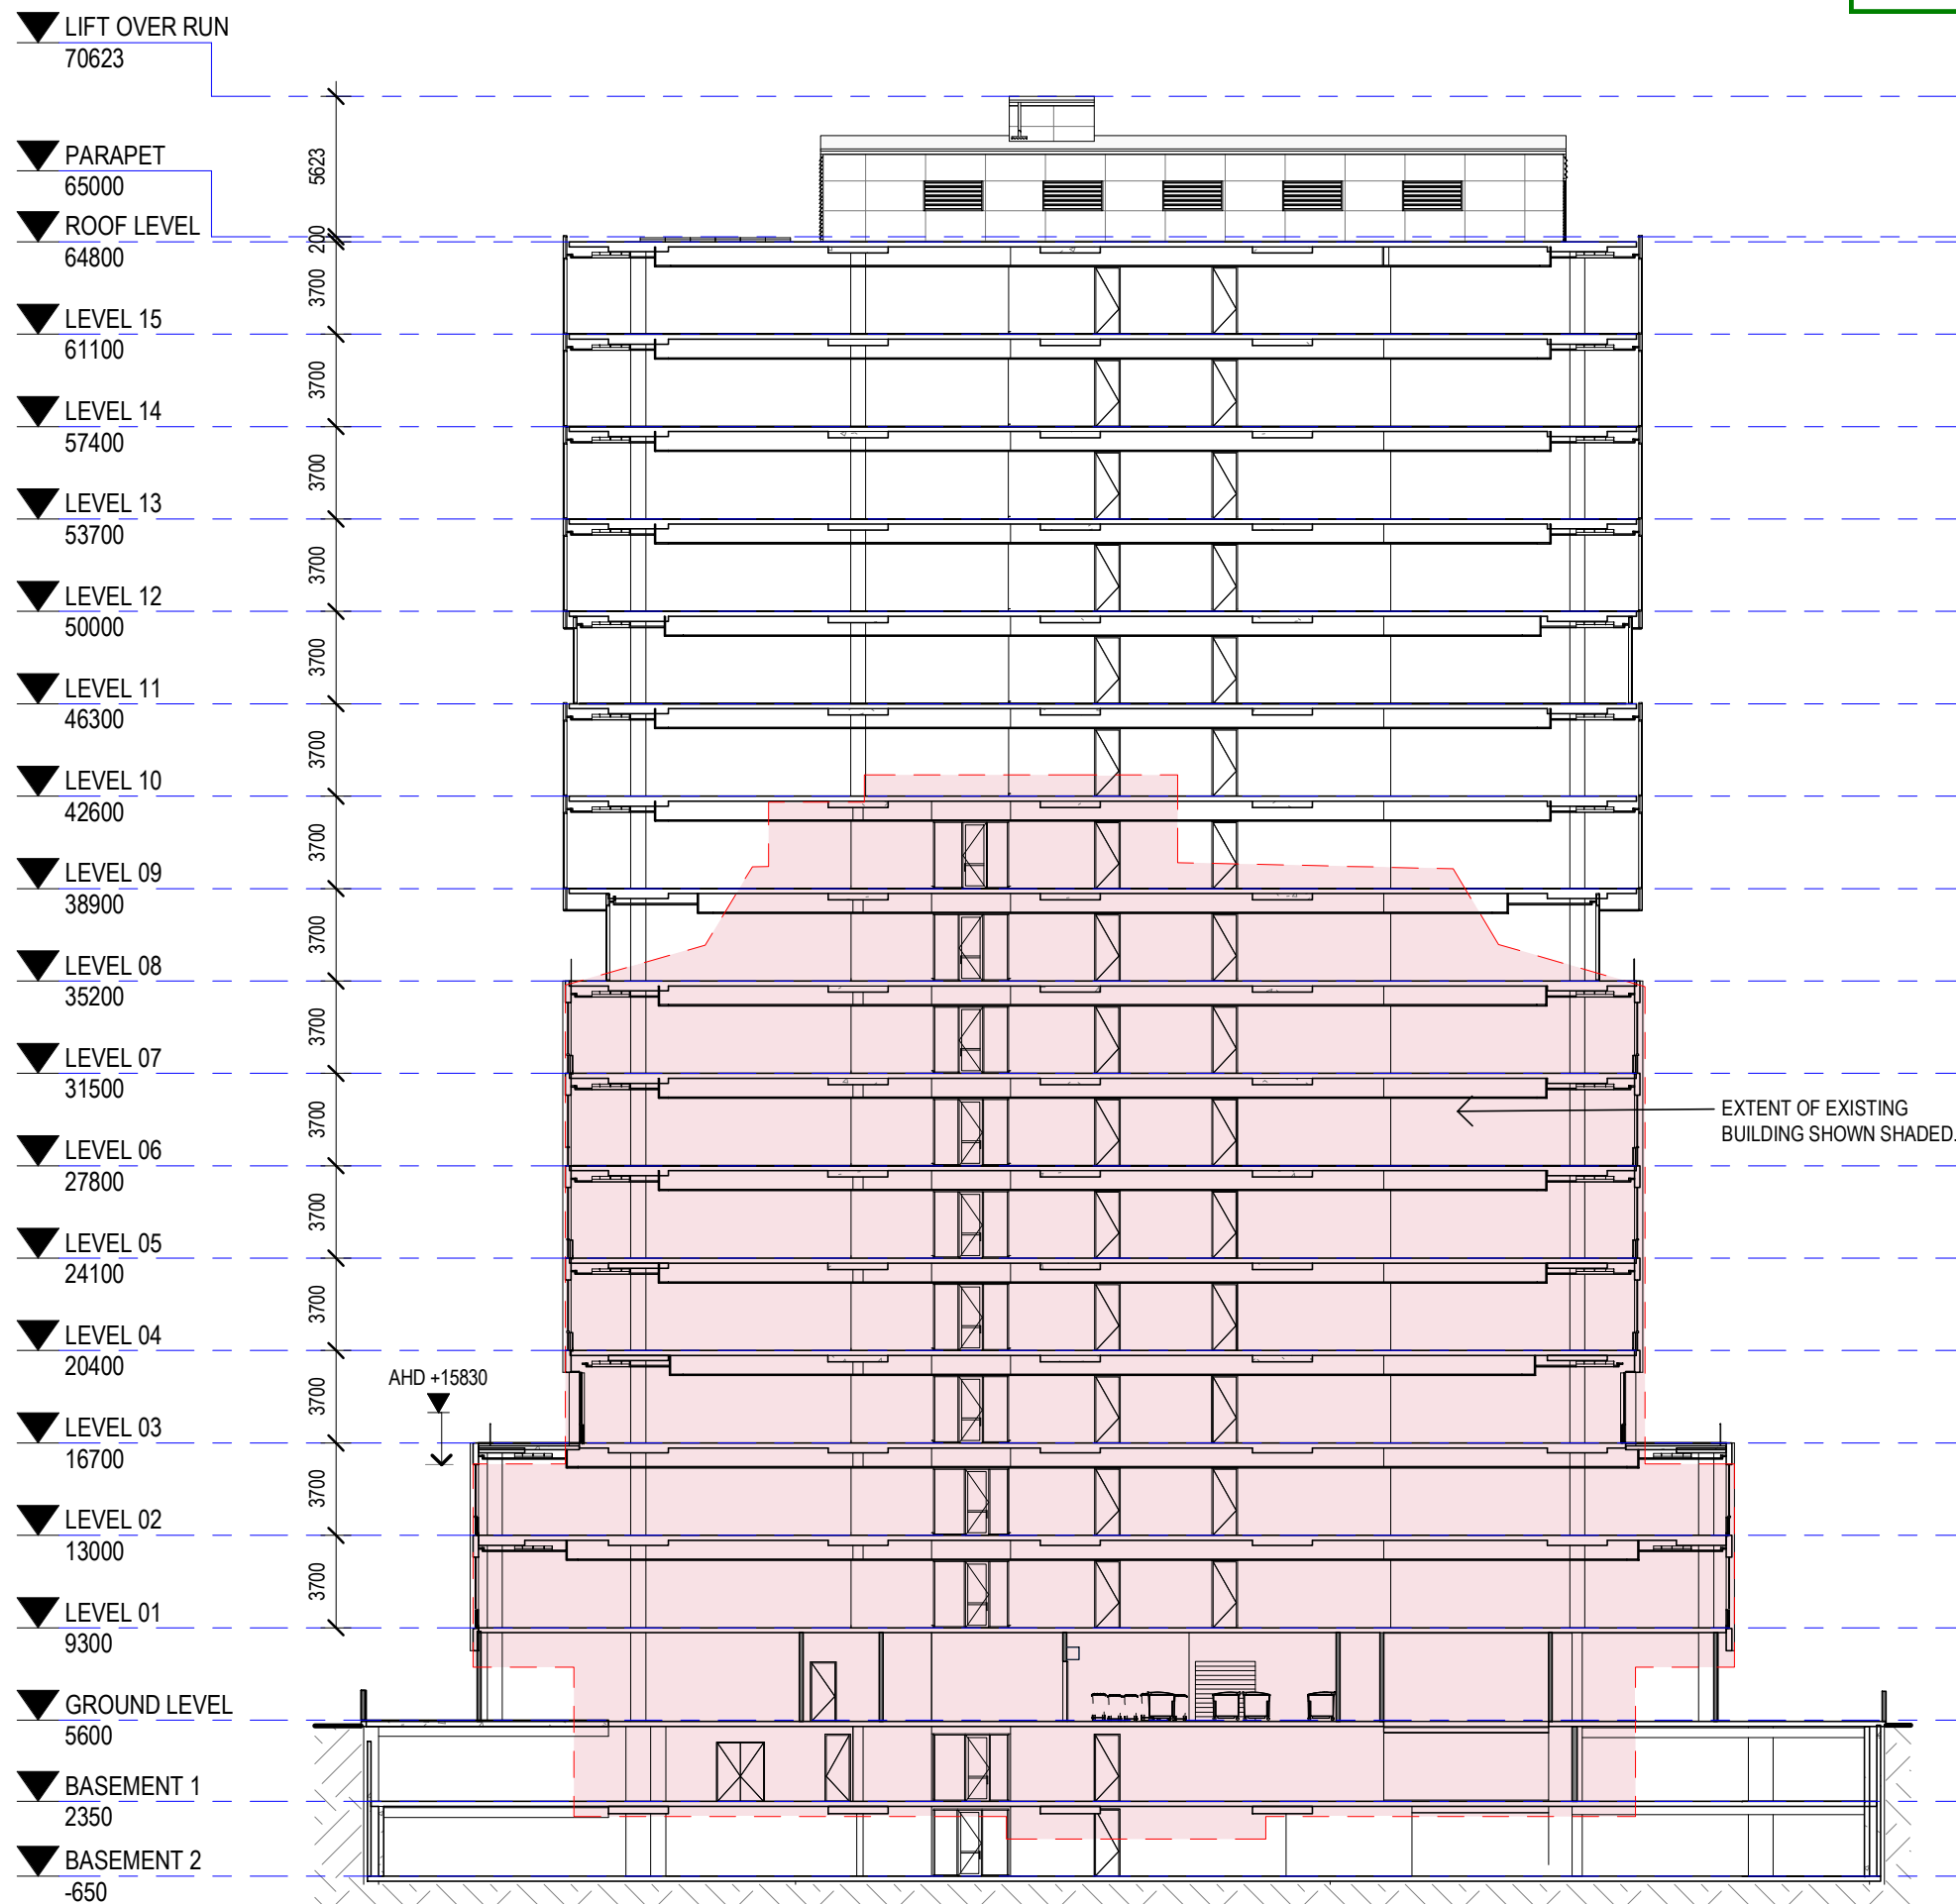 LIFT OVER RUN
70623
5623
PARAPET
65000
200
ROOF LEVEL
64800
3700
LEVEL 15
61100
3700
LEVEL 14
57400
3700
LEVEL 13
53700
3700
LEVEL 12
50000
3700
LEVEL 11
46300
3700
LEVEL 10
42600
3700
LEVEL 09
38900
3700
LEVEL 08
35200
3700
LEVEL 07
31500
EXTENT OF EXISTING
BUILDING SHOWN SHADED.
3700
LEVEL 06
27800
3700
LEVEL 05
24100
3700
LEVEL 04
20400
AHD +15830
3700
LEVEL 03
16700
3700
LEVEL 02
13000
3700
LEVEL 01
9300
GROUND LEVEL
5600
BASEMENT 1
2350
BASEMENT 2
-650